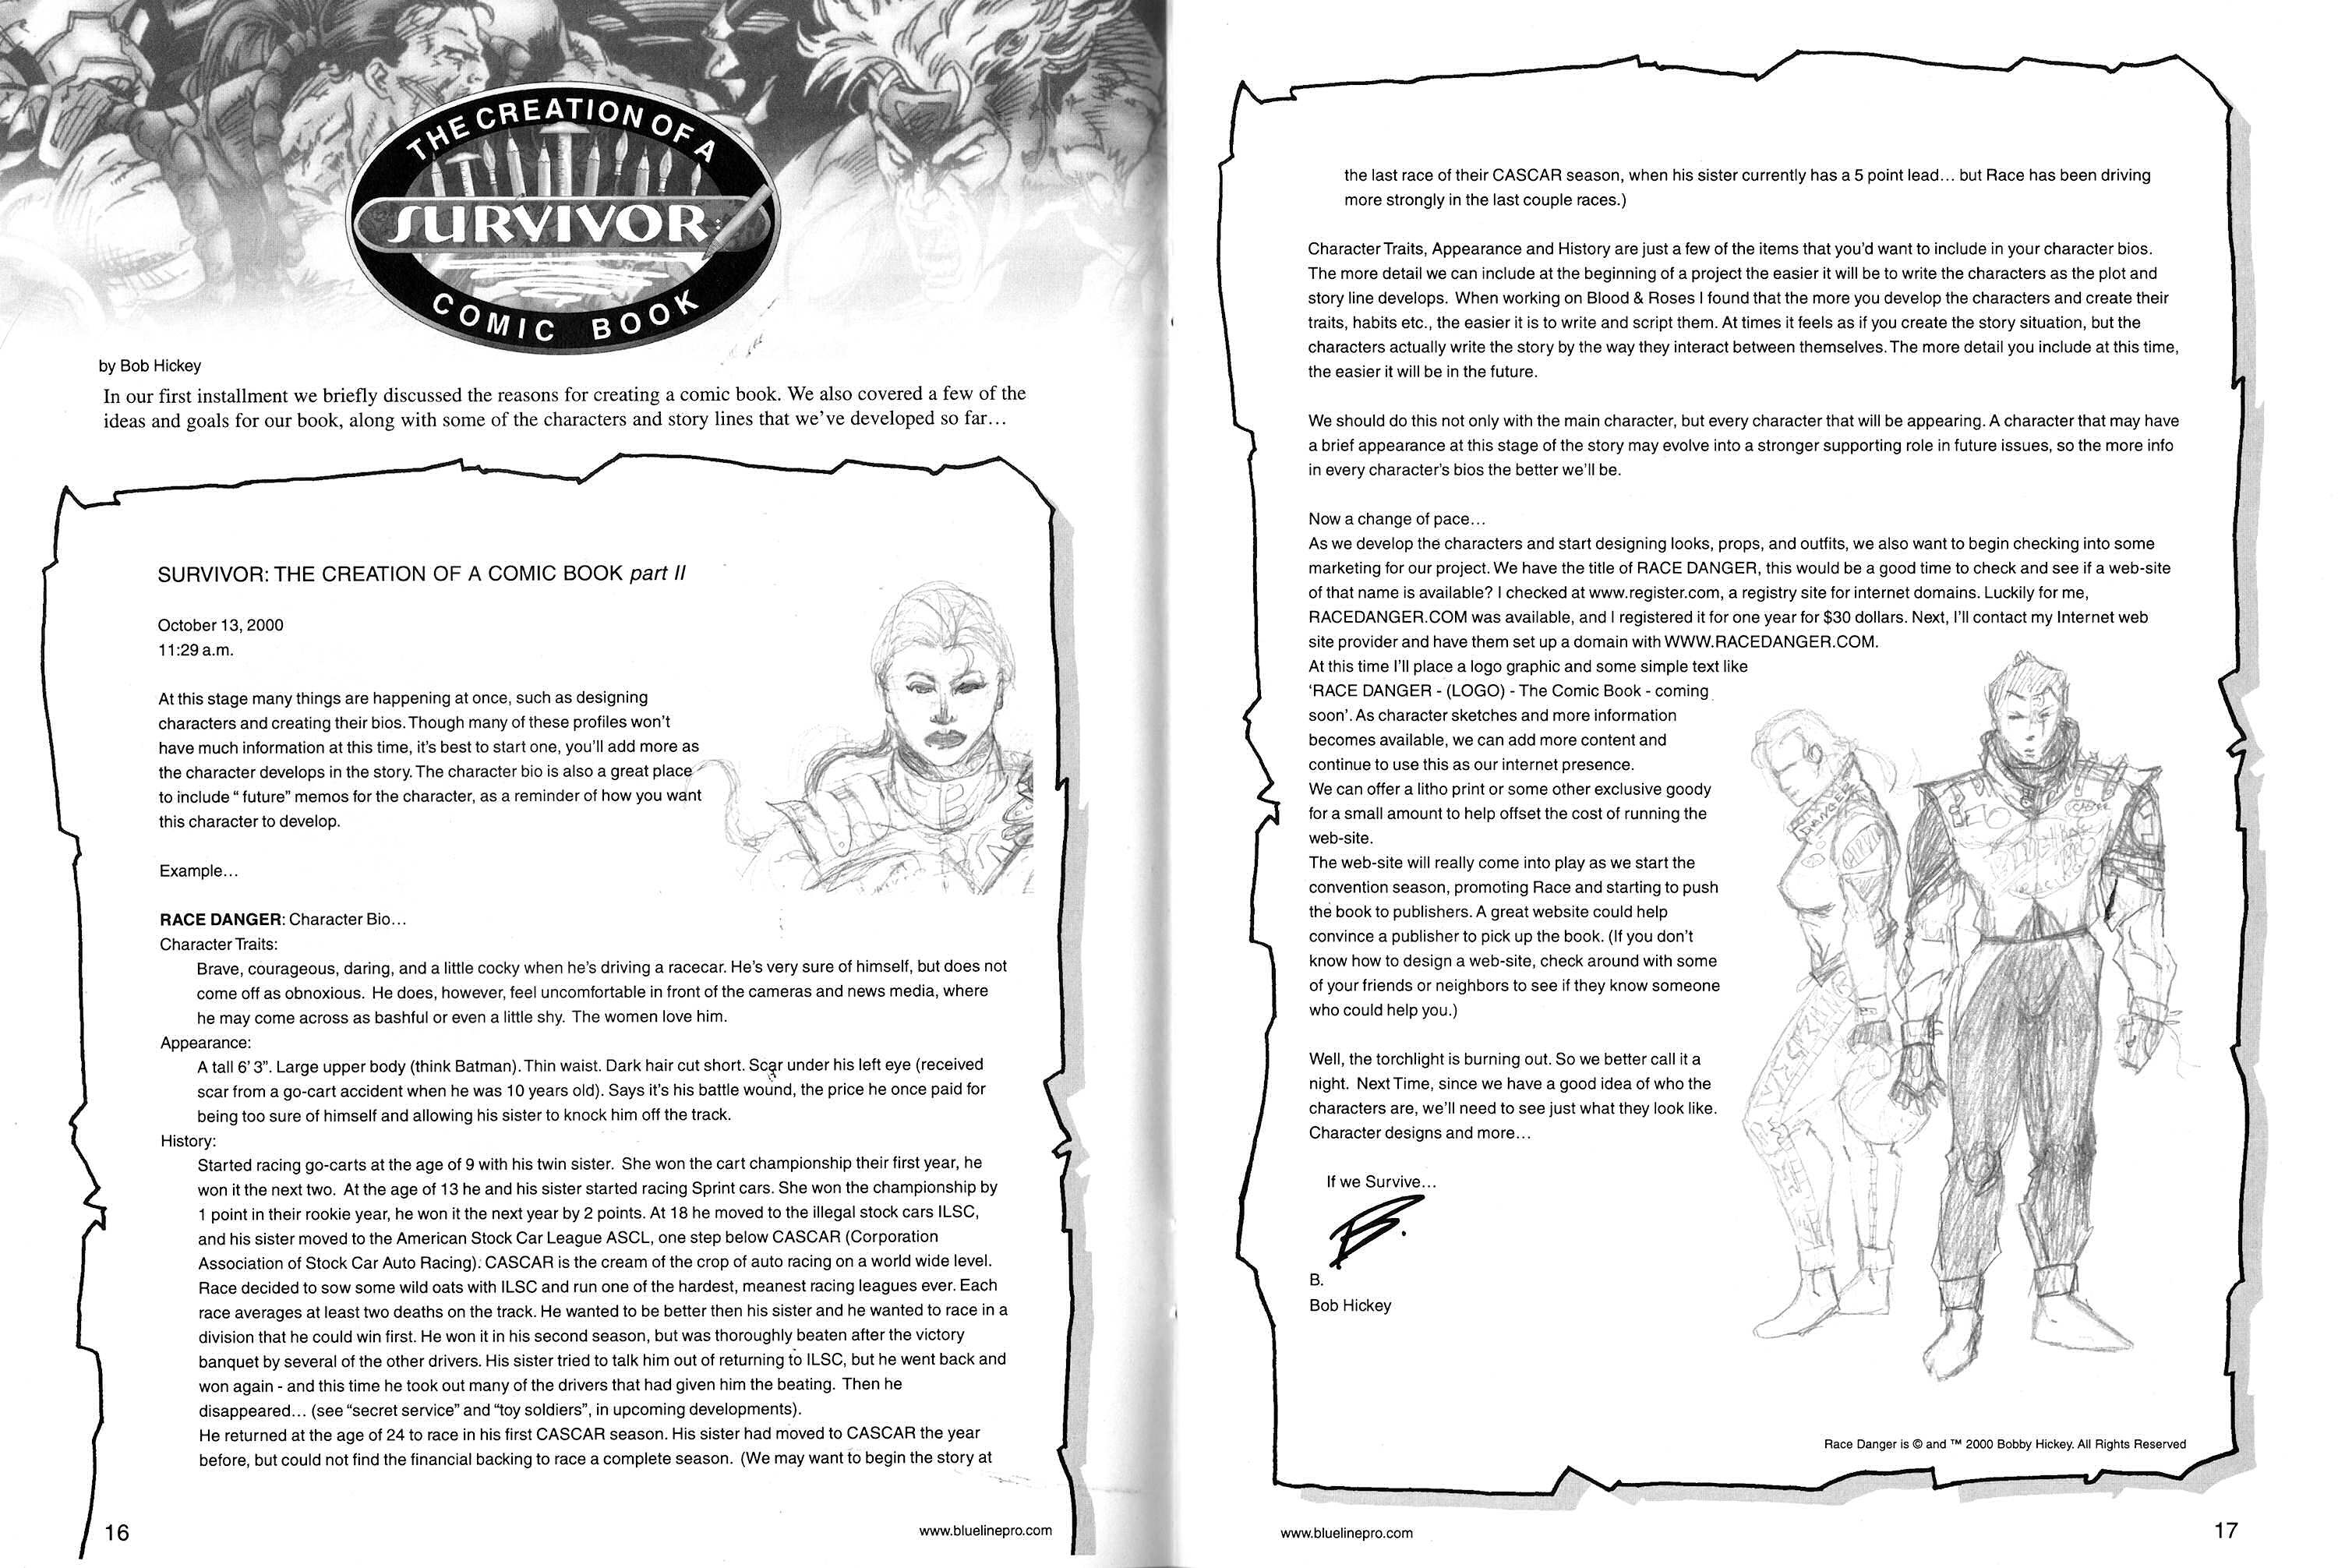 THE CREATION OF A
SURVIVOR:
COMIC BOOK
by Bob Hickey
In our first installment we briefly discussed the reasons for creating a comic book. We also covered a few of the
ideas and goals for our book, along with some of the characters and story lines that we've developed so far...
SURVIVOR: THE CREATION OF A COMIC BOOK part II
October 13, 2000
11:29 a.m.
At this stage many things are happening at once, such as designing
characters and creating their bios. Though many of these profiles won't
have much information at this time, it's best to start one, you'll add more as
the character develops in the story. The character bio is also a great place
to include " future" memos for the character, as a reminder of how you want
this character to develop.
Example...
RACE DANGER: Character Bio...
Character Traits:
Brave, courageous, daring, and a little cocky when he's driving a racecar. He's very sure of himself, but does not
come off as obnoxious. He does, however, feel uncomfortable in front of the cameras and news media, where
he may come across as bashful or even a little shy. The women love him.
Appearance:
A tall 6' 3". Large upper body (think Batman). Thin waist. Dark hair cut short. Scar under his left eye (received
scar from a go-cart accident when he was 10 years old). Says it's his battle wound, the price he once paid for
being too sure of himself and allowing his sister to knock him off the track.
History:
Started racing go-carts at the age of 9 with his twin sister. She won the cart championship their first year, he
won it the next two. At the age of 13 he and his sister started racing Sprint cars. She won the championship by
1 point in their rookie year, he won it the next year by 2 points. At 18 he moved to the illegal stock cars ILSC,
and his sister moved to the American Stock Car League ASCL, one step below CASCAR (Corporation
Association of Stock Car Auto Racing). CASCAR is the cream of the crop of auto racing on a world wide level.
Race decided to sow some wild oats with ILSC and run one of the hardest, meanest racing leagues ever. Each
race averages at least two deaths on the track. He wanted to be better then his sister and he wanted to race in a
division that he could win first. He won it in his second season, but was thoroughly beaten after the victory
banquet by several of the other drivers. His sister tried to talk him out of returning to ILSC, but he went back and
won again - and this time he took out many of the drivers that had given him the beating. Then he
disappeared... (see "secret service" and "toy soldiers", in upcoming developments).
He returned at the age of 24 to race in his first CASCAR season. His sister had moved to CASCAR the year
before, but could not find the financial backing to race a complete season. (We may want to begin the story at
16
www.bluelinepro.com
the last race of their CASCAR season, when his sister currently has a 5 point lead... but Race has been driving
more strongly in the last couple races.)
Character Traits, Appearance and History are just a few of the items that you'd want to include in your character bios.
The more detail we can include at the beginning of a project the easier it will be to write the characters as the plot and
story line develops. When working on Blood & Roses I found that the more you develop the characters and create their
traits, habits etc., the easier it is to write and script them. At times it feels as if you create the story situation, but the
characters actually write the story by the way they interact between themselves. The more detail you include at this time,
the easier it will be in the future.
We should do this not only with the main character, but every character that will be appearing. A character that may have
a brief appearance at this stage of the story may evolve into a stronger supporting role in future issues, so the more info
in every character's bios the better we'll be.
Now a change of pace...
As we develop the characters and start designing looks, props, and outfits, we also want to begin checking into some
marketing for our project. We have the title of RACE DANGER, this would be a good time to check and see if a web-site
of that name is available? I checked at www.register.com, a registry site for internet domains. Luckily for me,
RACEDANGER.COM was available, and I registered it for one year for $30 dollars. Next, I'll contact my Internet web
site provider and have them set up a domain with WWW.RACEDANGER.COM.
At this time I'll place a logo graphic and some simple text like
'RACE DANGER - (LOGO) - The Comic Book - coming
soon'. As character sketches and more information
becomes available, we can add more content and
continue to use this as our internet presence.
We can offer a litho print or some other exclusive goody
for a small amount to help offset the cost of running the
web-site.
The web-site will really come into play as we start the
convention season, promoting Race and starting to push
the book to publishers. A great website could help
convince a publisher to pick up the book. (If you don't
know how to design a web-site, check around with some
of your friends or neighbors to see if they know someone
who could help you.)
Well, the torchlight is burning out. So we better call it a
night. Next Time, since we have a good idea of who the
characters are, we'll need to see just what they look like.
Character designs and more...
If we Survive...
B.
B.
Bob Hickey
DANGER
Race Danger is © and ™ 2000 Bobby Hickey. All Rights Reserved
www.bluelinepro.com
17